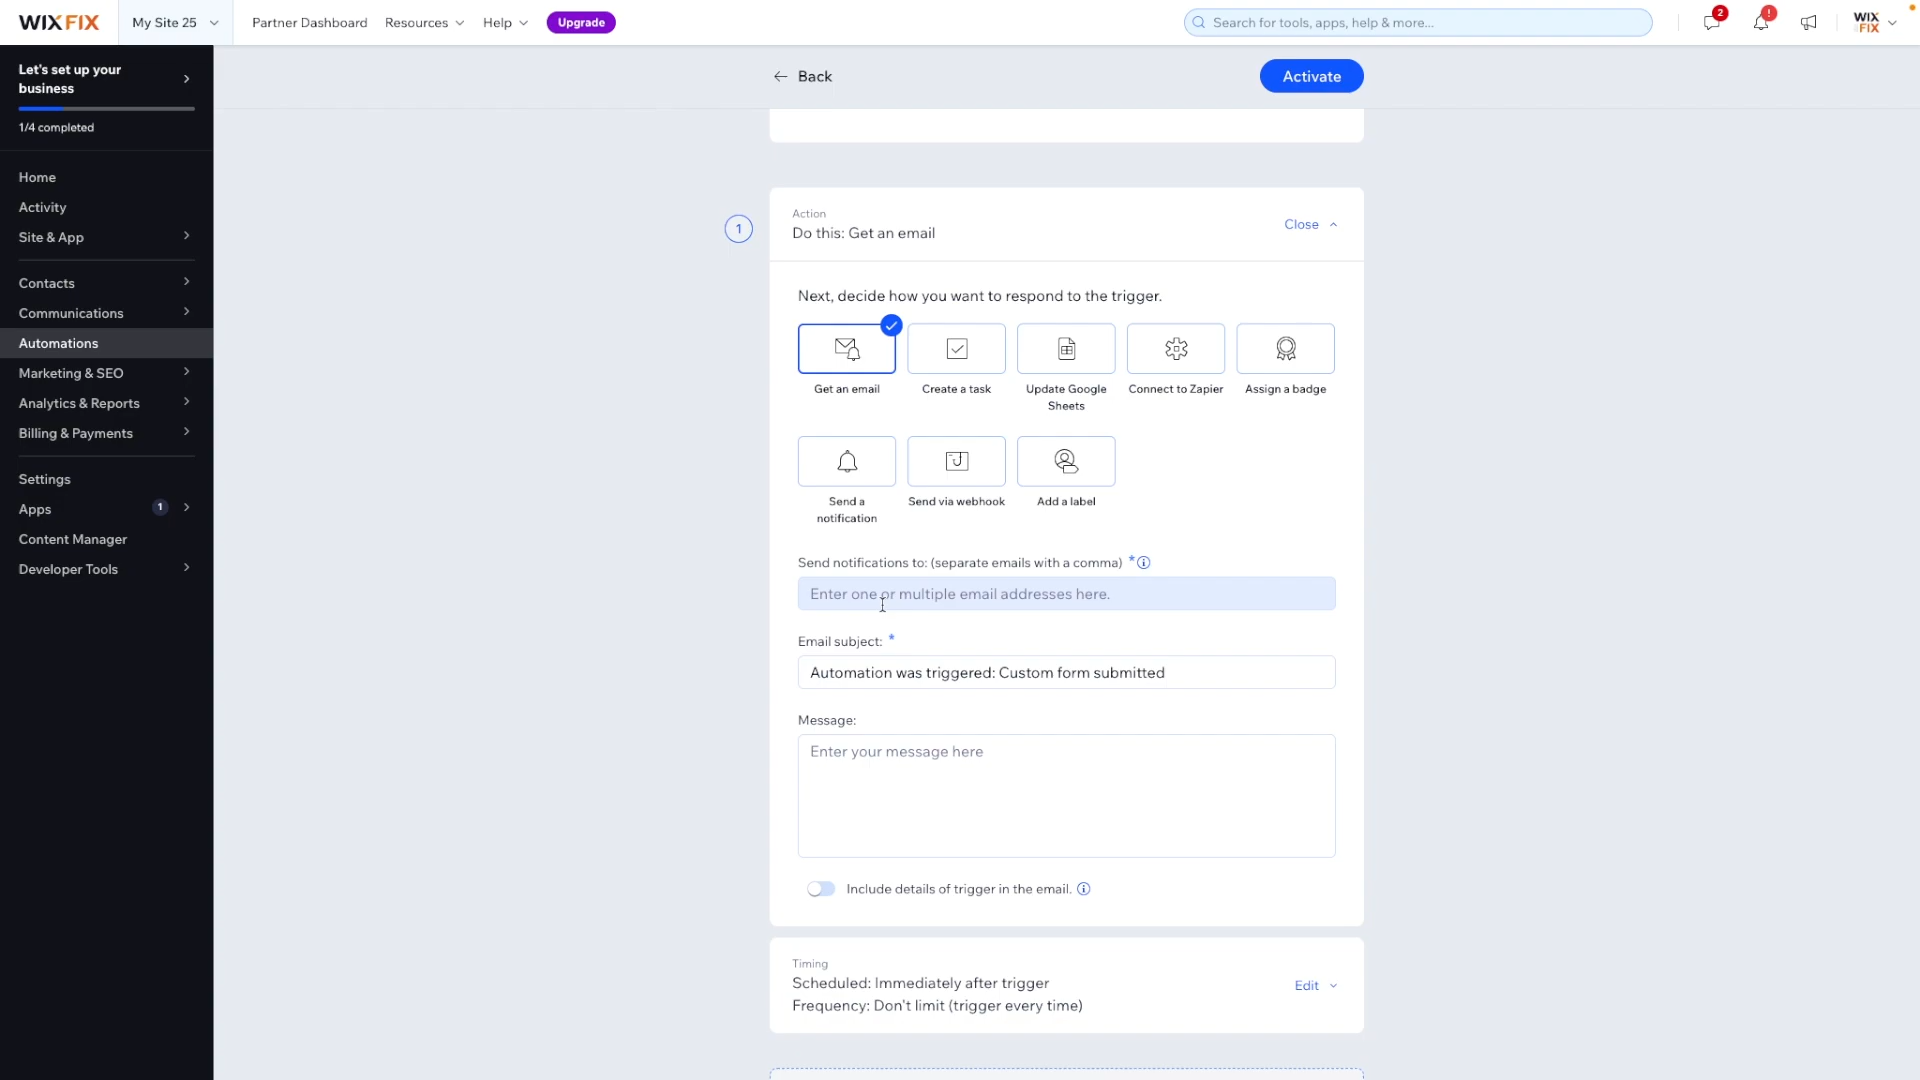 WIXFIX
My Site 25
Partner Dashboard
Resources
Help
Upgrade
Search for tools, apps, help & more...
2
!
WIX
FIX
Let's set up your
business
1/4 completed
Home
Activity
Site & App
Contacts
Communications
Automations
Marketing & SEO
Analytics & Reports
Billing & Payments
Settings
Apps
1
Content Manager
Developer Tools
Back
Activate
1
Action
Do this: Get an email
Close
Next, decide how you want to respond to the trigger.
Get an email
Create a task
Update Google
Sheets
Connect to Zapier
Assign a badge
Send a
notification
Send via webhook
Add a label
Send notifications to: (separate emails with a comma) *
Enter one or multiple email addresses here.
Email subject: *
Automation was triggered: Custom form submitted
Message:
Enter your message here
Include details of trigger in the email.
Timing
Scheduled: Immediately after trigger
Frequency: Don't limit (trigger every time)
Edit